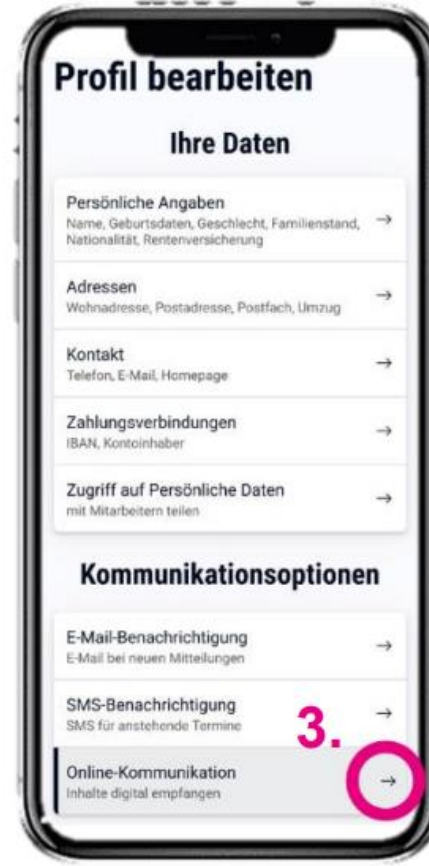 Profil bearbeiten
Ihre Daten
Persönliche Angaben
Name, Geburtsdaten, Geschlecht, Familienstand,
Nationalität, Rentenversicherung
Adressen
Wohnadresse, Postadresse, Postfach, Umzug
Kontakt
Telefon, E-Mail, Homepage
Zahlungsverbindungen
IBAN, Kontoinhaber
Zugriff auf Persönliche Daten
mit Mitarbeitern teilen
Kommunikationsoptionen
E-Mail-Benachrichtigung
E-Mail bei neuen Mitteilungen
SMS-Benachrichtigung
SMS für anstehende Termine
3.
Online-Kommunikation
Inhalte digital empfangen